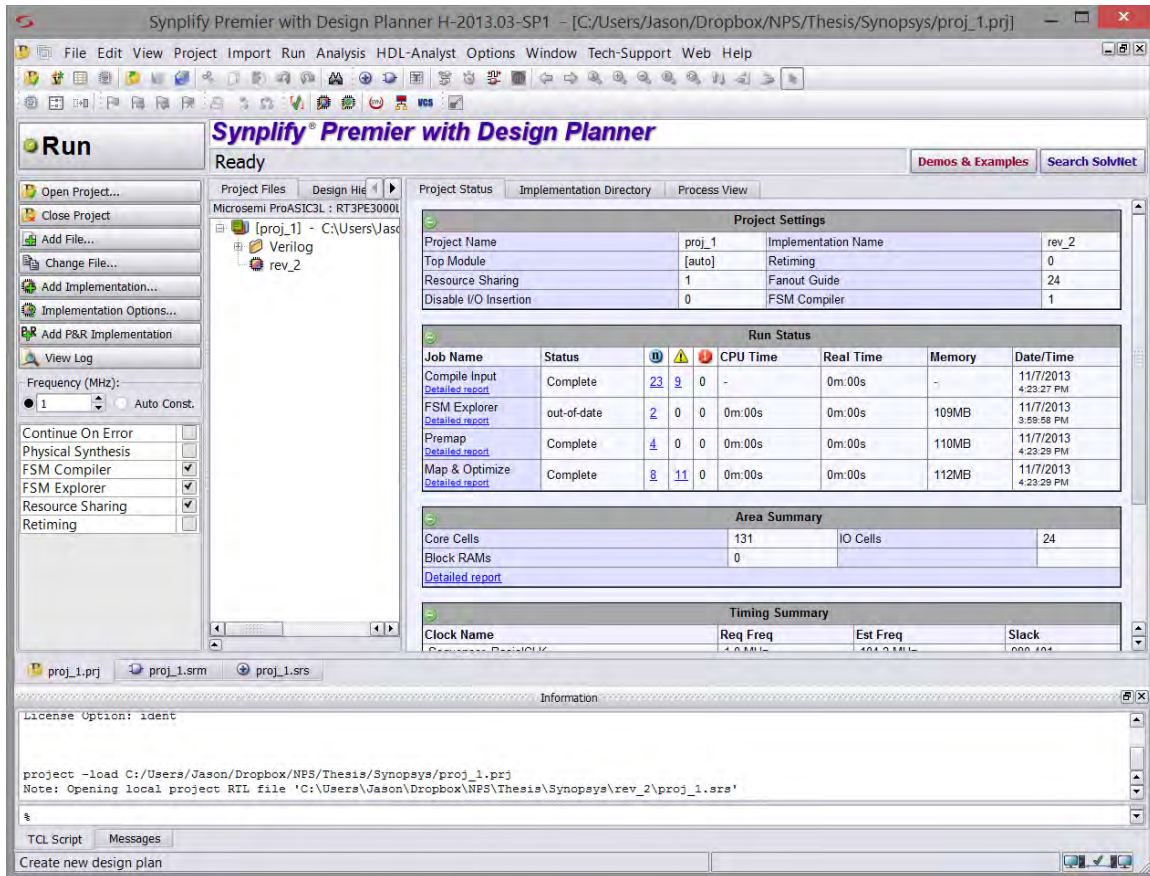 Synplify Premier with Design Planner H-2013.03-SP1 - [C:/Users/Jason/Dropbox/NPS/Thesis/Synopsys/proj_1.prj]
File Edit View Project Import Run Analysis HDL-Analyst Options Window Tech-Support Web Help
VCS
Run
Synplify® Premier with Design Planner
Ready
Demos & Examples
Search SolvNet
Open Project...
Close Project
Add File...
Change File...
Add Implementation...
Implementation Options...
Add P&R Implementation
View Log
Frequency (MHz):
1
Auto Const.
Continue On Error
Physical Synthesis
FSM Compiler
FSM Explorer
Resource Sharing
Retiming
Project Files
Design Hie
Microsemi ProASIC3L : RT3PE3000L
[proj_1] - C:\Users\Jaso
Verilog
rev_2
Project Status
Implementation Directory
Process View
Project Settings
Project Name proj_1 Implementation Name rev_2
Top Module [auto] Retiming 0
Resource Sharing 1 Fanout Guide 24
Disable I/O Insertion 0 FSM Compiler 1
Run Status
Job Name Status CPU Time Real Time Memory Date/Time
Compile Input Complete 23 9 0 - 0m:00s - 11/7/2013
Detailed report 4:23:27 PM
FSM Explorer out-of-date 2 0 0 0m:00s 0m:00s 109MB 11/7/2013
Detailed report 3:59:58 PM
Premap Complete 4 0 0 0m:00s 0m:00s 110MB 11/7/2013
Detailed report 4:23:29 PM
Map & Optimize Complete 8 11 0 0m:00s 0m:00s 112MB 11/7/2013
Detailed report 4:23:29 PM
Area Summary
Core Cells 131 IO Cells 24
Block RAMs 0
Detailed report
Timing Summary
Clock Name Req Freq Est Freq Slack
proj_1.prj
proj_1.srm
proj_1.srs
Information
License Option: ident
project -load C:/Users/Jason/Dropbox/NPS/Thesis/Synopsys/proj_1.prj
Note: Opening local project RTL file 'C:\Users\Jason\Dropbox\NPS\Thesis\Synopsys\rev_2\proj_1.srs'
%
TCL Script
Messages
Create new design plan